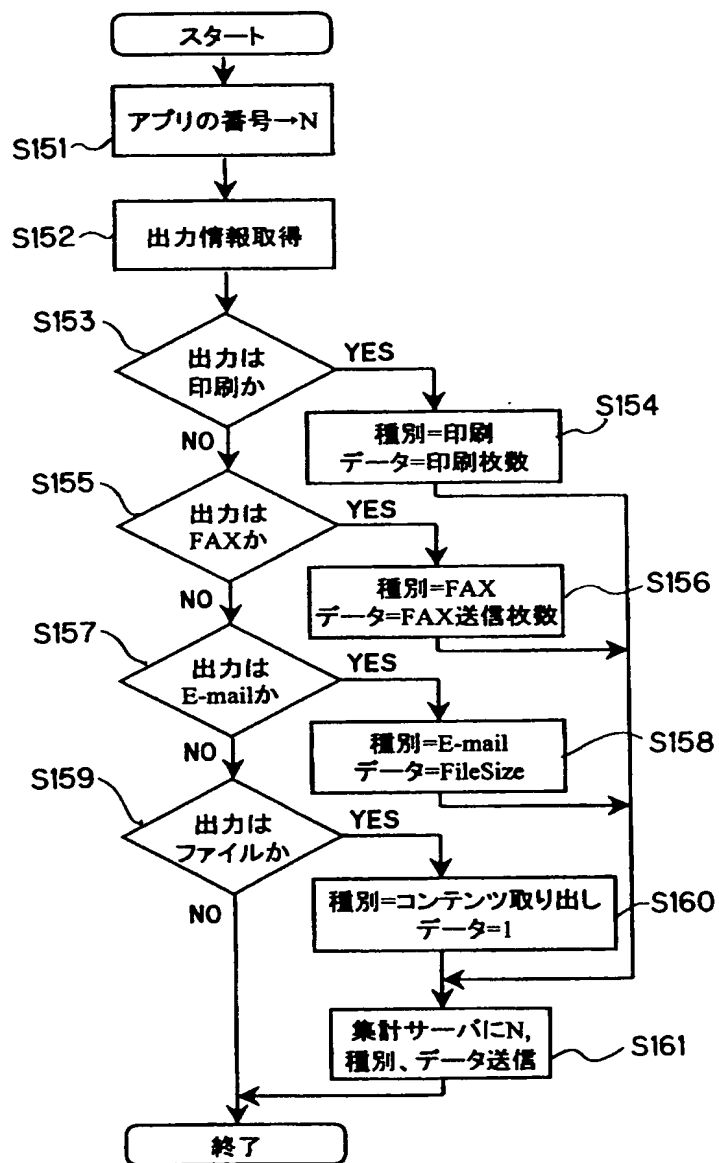 スタート
アプリの番号→N
S151
S152
出力情報取得
S153
出力は
印刷か
YES
NO
S154
種別=印刷
データ=印刷枚数
S155
出力は
FAXか
YES
NO
S156
種別=FAX
データ=FAX送信枚数
S157
出力は
E-mailか
YES
NO
S158
種別=E-mail
データ=FileSize
S159
出力は
ファイルか
YES
NO
種別=コンテンツ取り出し
データ=1
S160
集計サーバにN,
種別、データ送信
S161
終了